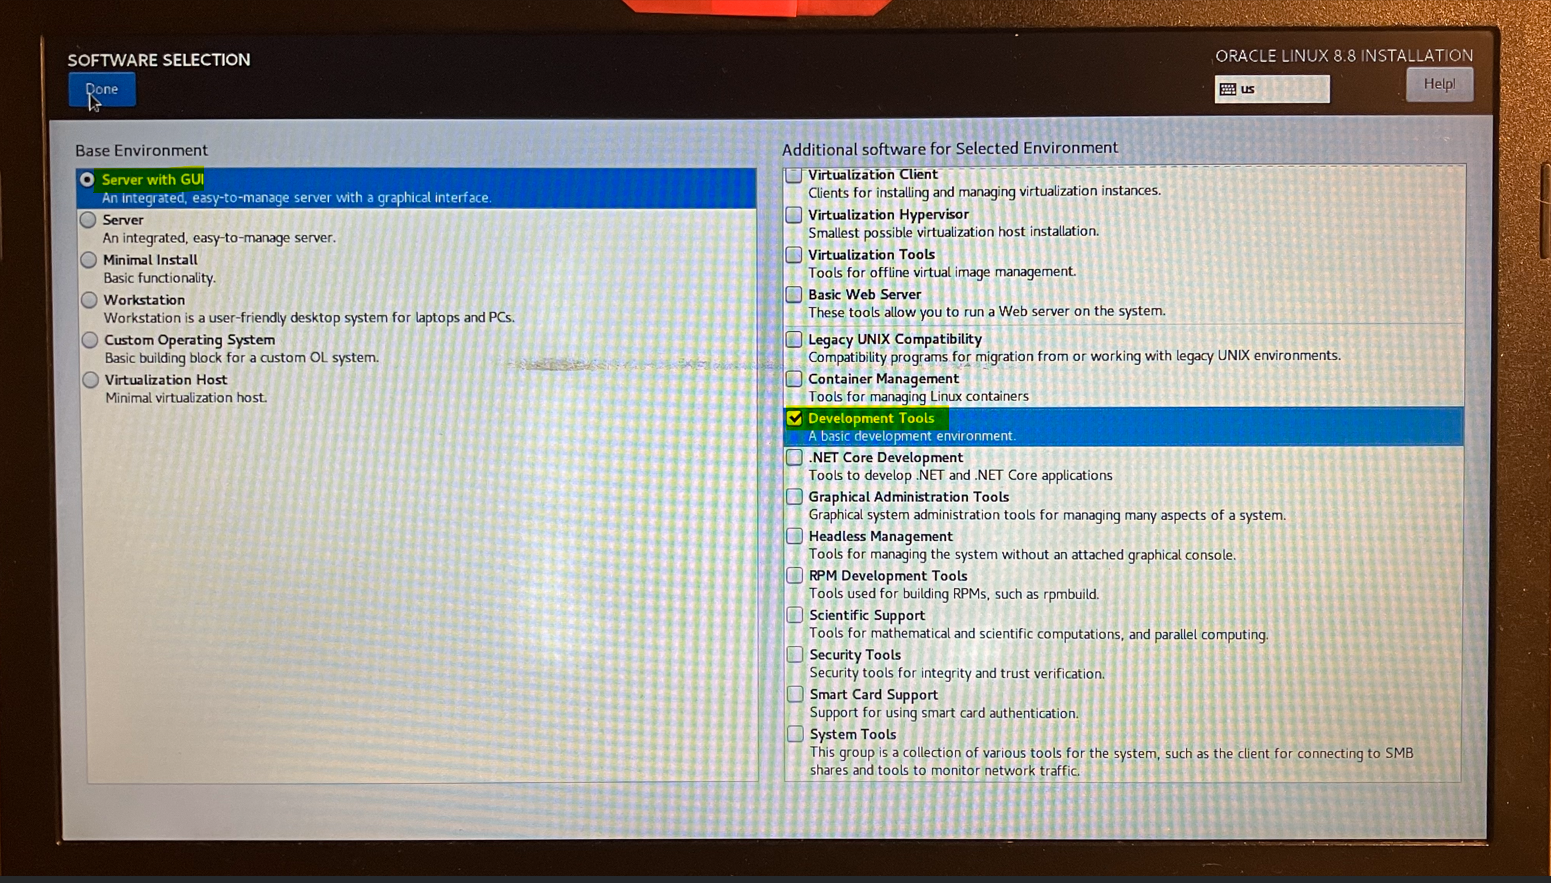 SOFTWARE SELECTION
ORACLE LINUX 8.8 INSTALLATION
Done
us
Help!
Base Environment
Server with GUI
An integrated, easy-to-manage server with a graphical interface.
Server
An integrated, easy-to-manage server.
Minimal Install
Basic functionality.
Workstation
Workstation is a user-friendly desktop system for laptops and PCs.
Custom Operating System
Basic building block for a custom OL system.
Virtualization Host
Minimal virtualization host.
Additional software for Selected Environment
Virtualization Client
Clients for installing and managing virtualization instances.
Virtualization Hypervisor
Smallest possible virtualization host installation.
Virtualization Tools
Tools for offline virtual image management.
Basic Web Server
These tools allow you to run a Web server on the system.
Legacy UNIX Compatibility
Compatibility programs for migration from or working with legacy UNIX environments.
Container Management
Tools for managing Linux containers
Development Tools
A basic development environment.
.NET Core Development
Tools to develop .NET and .NET Core applications
Graphical Administration Tools
Graphical system administration tools for managing many aspects of a system.
Headless Management
Tools for managing the system without an attached graphical console.
RPM Development Tools
Tools used for building RPMs, such as rpmbuild.
Scientific Support
Tools for mathematical and scientific computations, and parallel computing.
Security Tools
Security tools for integrity and trust verification.
Smart Card Support
Support for using smart card authentication.
System Tools
This group is a collection of various tools for the system, such as the client for connecting to SMB
shares and tools to monitor network traffic.